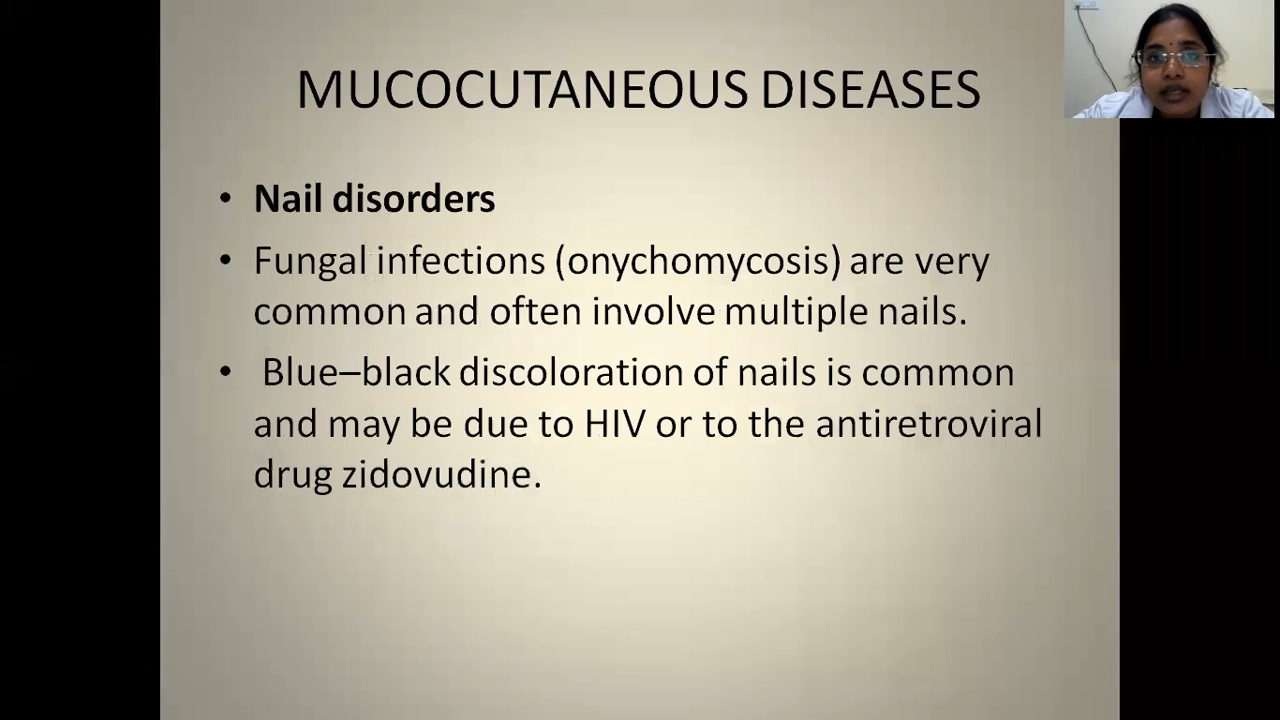 MUCOCUTANEOUS DISEASES
• Nail disorders
• Fungal infections (onychomycosis) are very
common and often involve multiple nails.
• Blue–black discoloration of nails is common
and may be due to HIV or to the antiretroviral
drug zidovudine.